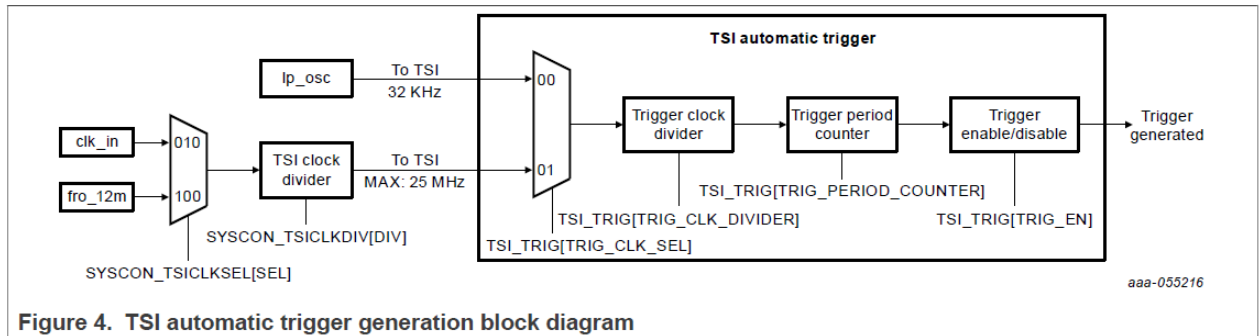 TSI automatic trigger
lp_osc
To TSI
32 KHz
00
clk_in
010
fro_12m
100
TSI clock
divider
To TSI
MAX: 25 MHz
01
Trigger clock
divider
Trigger period
counter
Trigger
enable/disable
Trigger
generated
TSI_TRIG[TRIG_PERIOD_COUNTER]
TSI_TRIG[TRIG_CLK_DIVIDER]
TSI_TRIG[TRIG_EN]
SYSCON_TSICLKDIV[DIV]
TSI_TRIG[TRIG_CLK_SEL]
SYSCON_TSICLKSEL[SEL]
aaa-055216
Figure 4. TSI automatic trigger generation block diagram